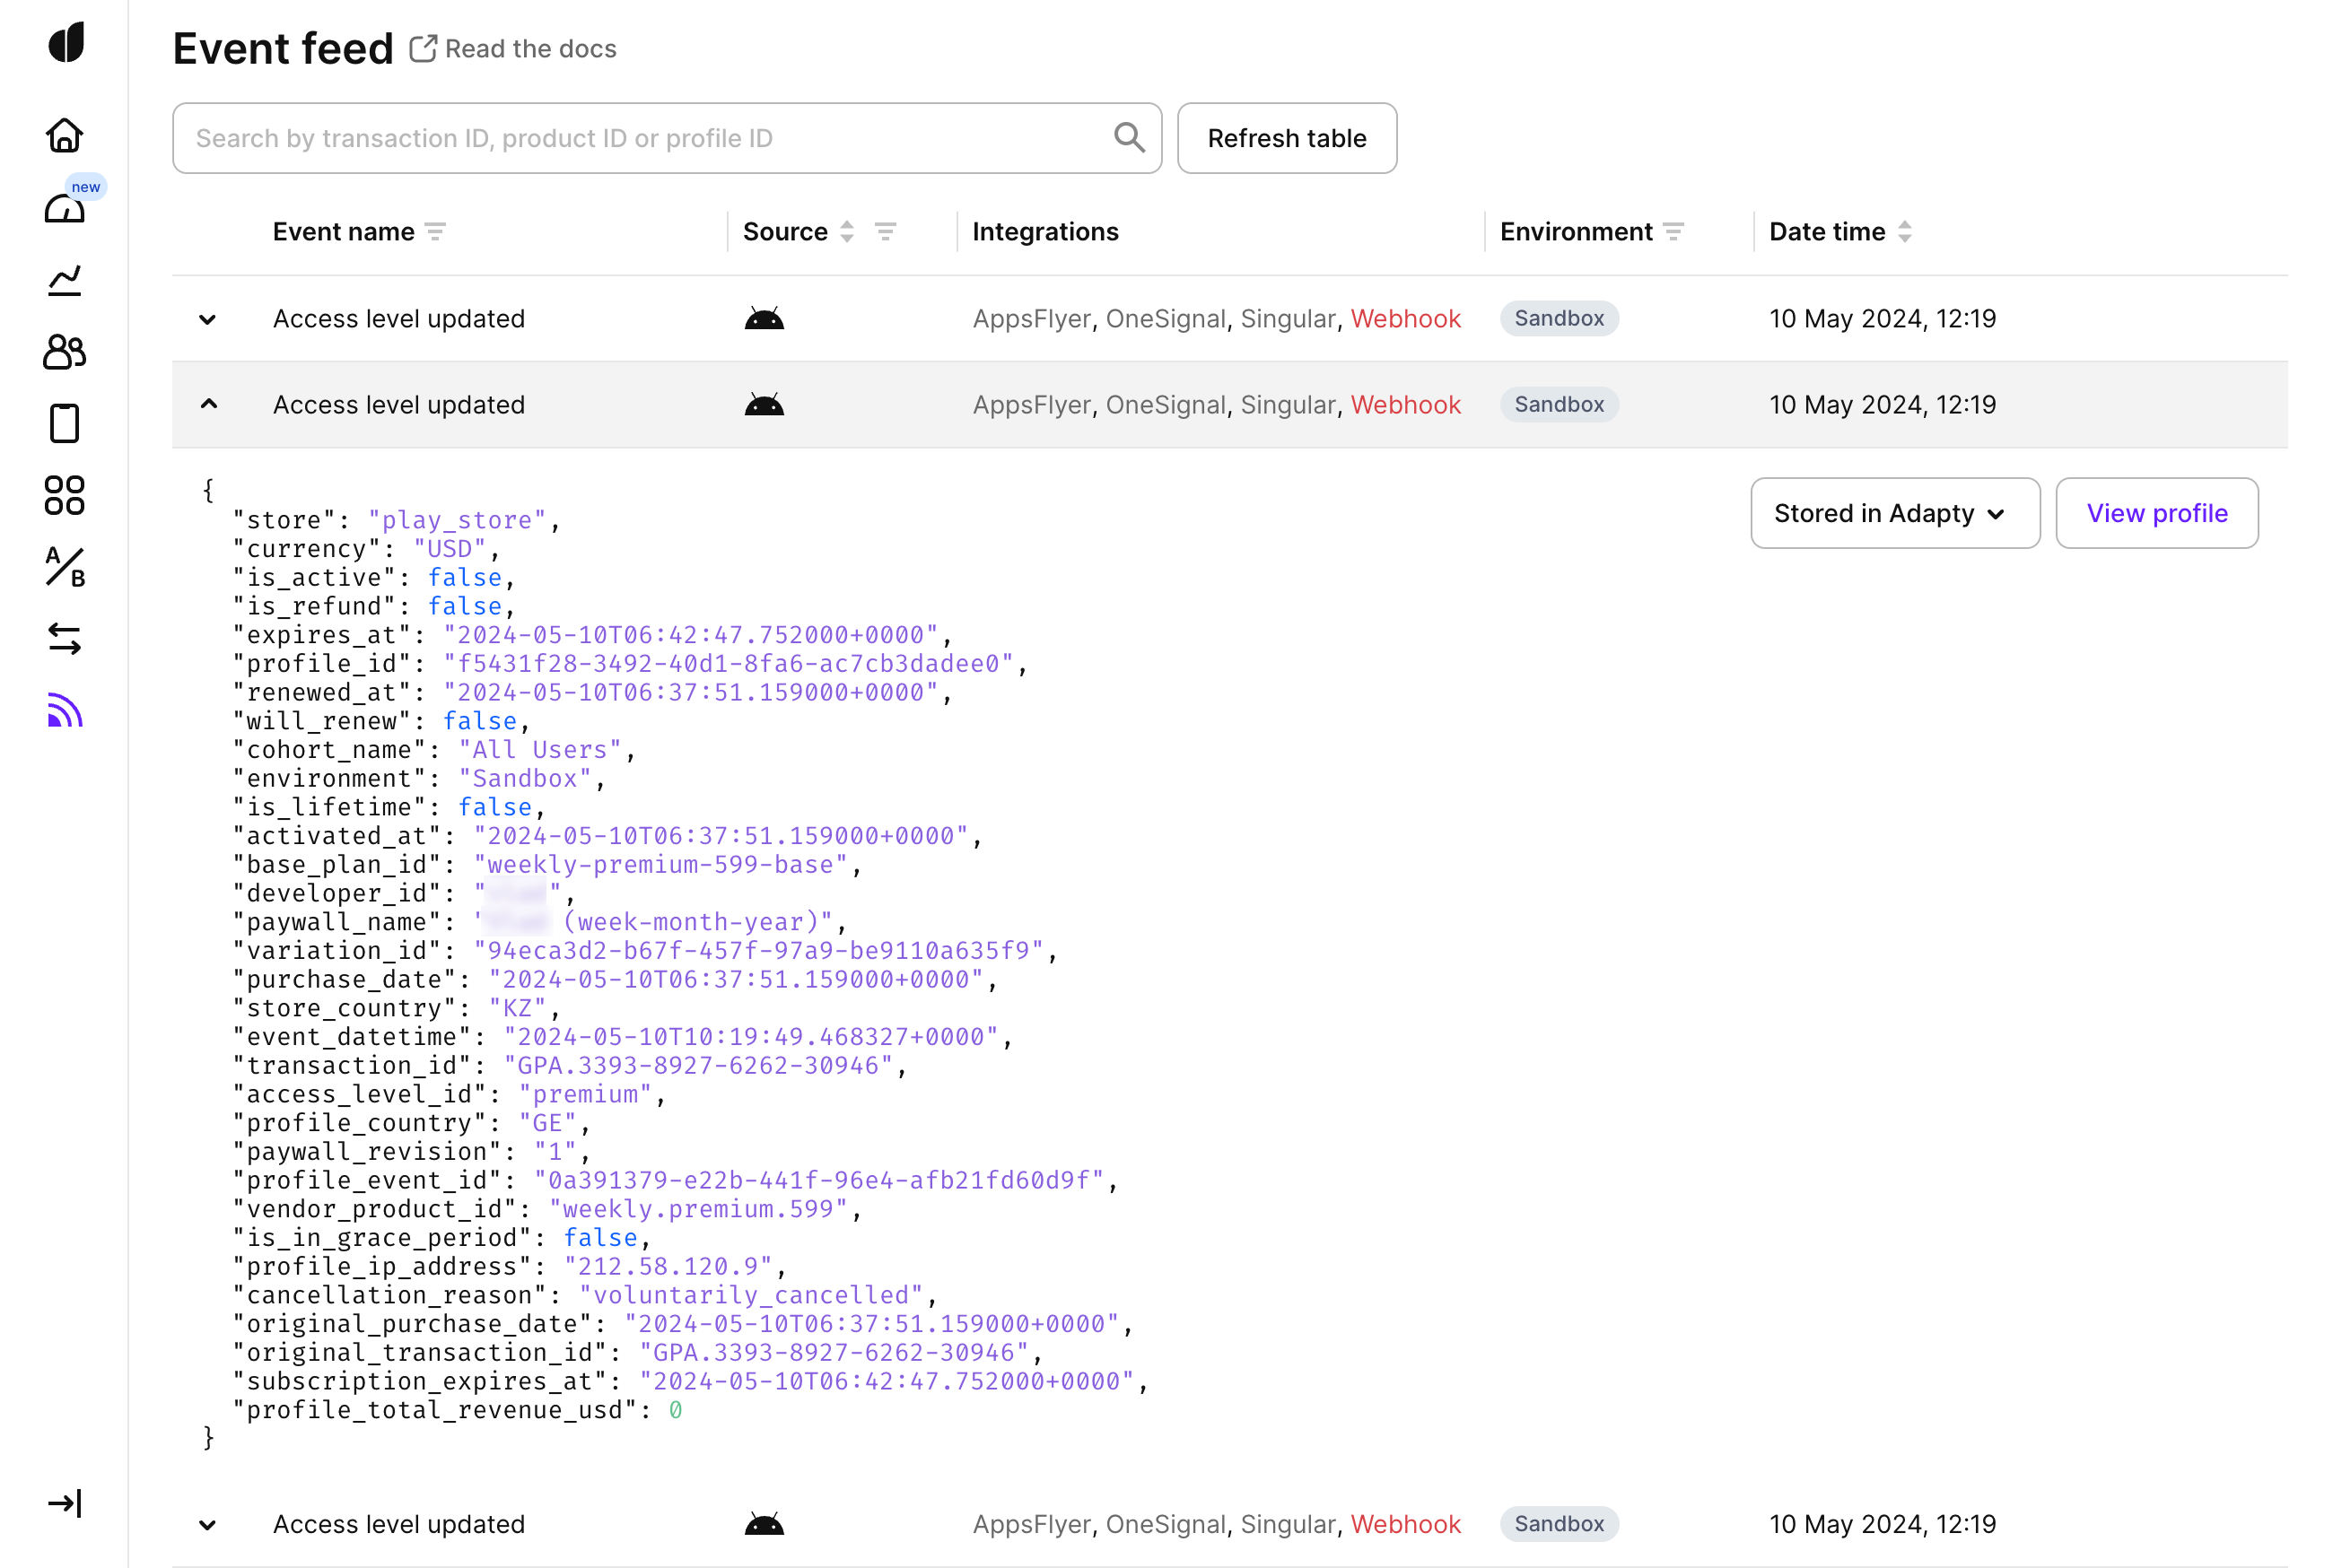 Event feed Read the docs
Search by transaction ID, product ID or profile ID Refresh table
new
Event name Source Integrations Environment Date time
Access level updated AppsFlyer, OneSignal, Singular, Webhook Sandbox 10 May 2024, 12:19
Access level updated AppsFlyer, OneSignal, Singular, Webhook Sandbox 10 May 2024, 12:19
Stored in Adapty View profile
{
"store": "play_store",
"currency": "USD",
"is_active": false,
"is_refund": false,
"expires_at": "2024-05-10T06:42:47.752000+0000",
"profile_id": "f5431f28-3492-40d1-8fa6-ac7cb3dadee0",
"renewed_at": "2024-05-10T06:37:51.159000+0000",
"will_renew": false,
"cohort_name": "All Users",
"environment": "Sandbox",
"is_lifetime": false,
"activated_at": "2024-05-10T06:37:51.159000+0000",
"base_plan_id": "weekly-premium-599-base",
"developer_id": "",
"paywall_name": " (week-month-year)",
"variation_id": "94eca3d2-b67f-457f-97a9-be9110a635f9",
"purchase_date": "2024-05-10T06:37:51.159000+0000",
"store_country": "KZ",
"event_datetime": "2024-05-10T10:19:49.468327+0000",
"transaction_id": "GPA.3393-8927-6262-30946",
"access_level_id": "premium",
"profile_country": "GE",
"paywall_revision": "1",
"profile_event_id": "0a391379-e22b-441f-96e4-afb21fd60d9f",
"vendor_product_id": "weekly.premium.599",
"is_in_grace_period": false,
"profile_ip_address": "212.58.120.9",
"cancellation_reason": "voluntarily_cancelled",
"original_purchase_date": "2024-05-10T06:37:51.159000+0000",
"original_transaction_id": "GPA.3393-8927-6262-30946",
"subscription_expires_at": "2024-05-10T06:42:47.752000+0000",
"profile_total_revenue_usd": 0
}
Access level updated AppsFlyer, OneSignal, Singular, Webhook Sandbox 10 May 2024, 12:19
A/B